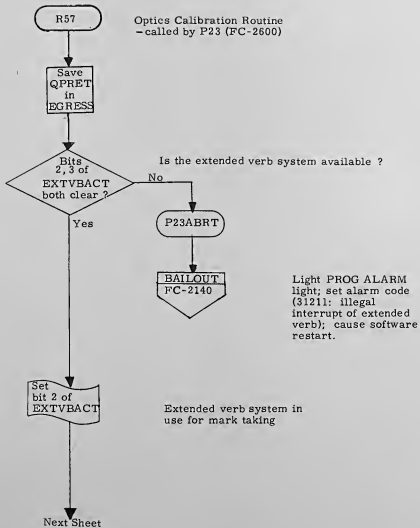 R57
Optics Calibration Routine
-called by P23 (FC-2600)
Save
QPRET
in
EGRESS
Bits
2,3 of
EXTVBACT
both clear ?
Is the extended verb system available ?
No
Yes
P23ABRT
BAILOUT
FC-2140
Light PROG ALARM
light; set alarm code
(31211: illegal
interrupt of extended
verb); cause software
restart.
Set
bit 2 of
EXTVBACT
Extended verb system in
use for mark taking
Next Sheet